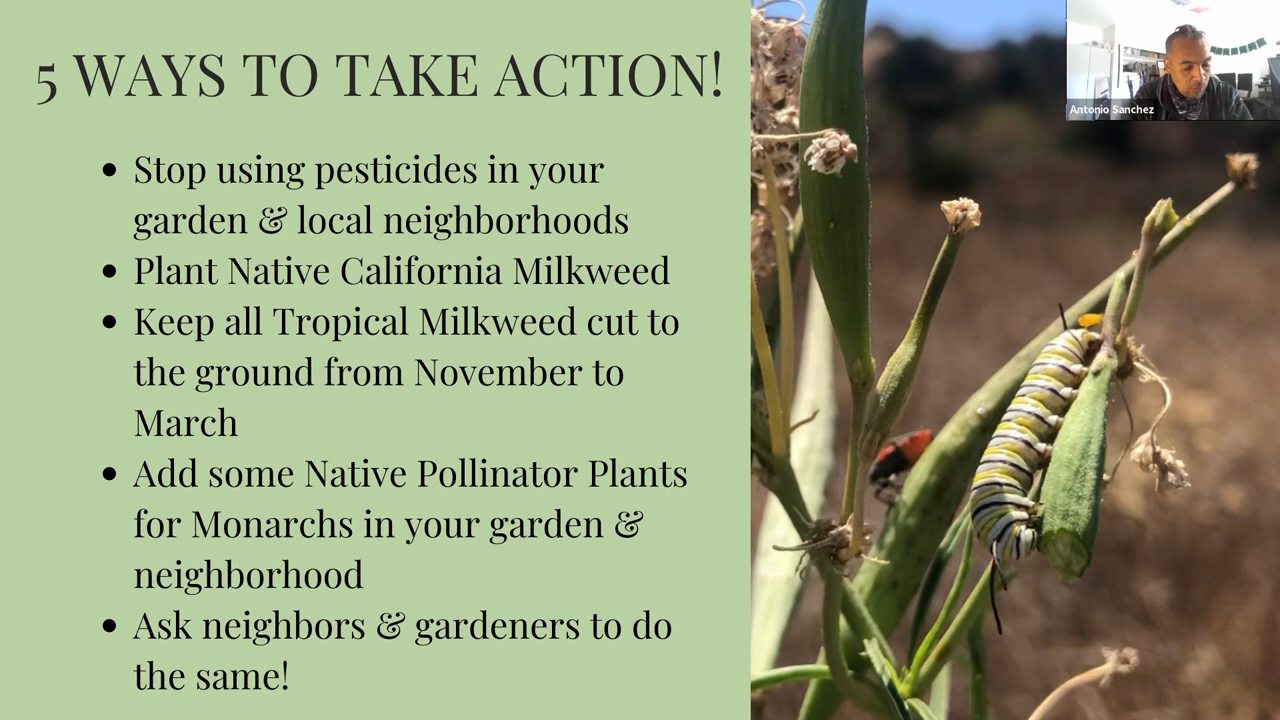 5 WAYS TO TAKE ACTION!
Antonio Sanchez
• Stop using pesticides in your
garden & local neighborhoods
• Plant Native California Milkweed
• Keep all Tropical Milkweed cut to
the ground from November to
March
• Add some Native Pollinator Plants
for Monarchs in your garden &
neighborhood
• Ask neighbors & gardeners to do
the same!